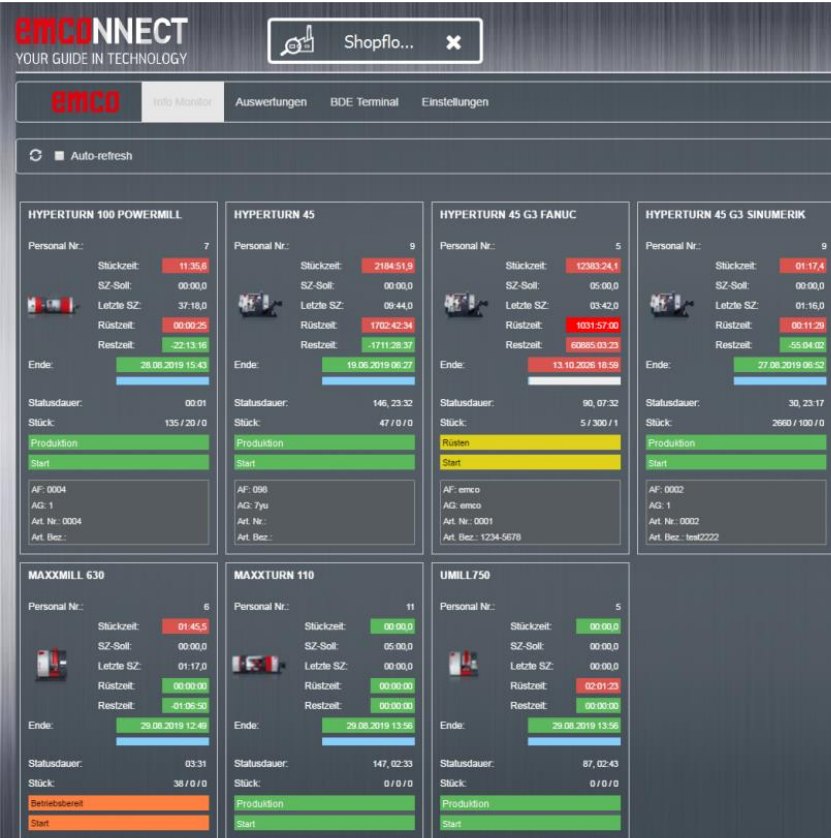 emcoNNECT
YOUR GUIDE IN TECHNOLOGY
Shopflo...
emco Info Monitor Auswertungen BDE Terminal Einstellungen
Auto-refresh
HYPERTURN 100 POWERMILL
Personal Nr.: 7
Stückzeit: 11:35,6
SZ-Soll: 00:00,0
Letzte SZ: 37:18,0
Rüstzeit: 00:00:25
Restzeit: -22:13:16
Ende: 28.08.2019 15:43
Statusdauer: 00:01
Stück: 135 / 20 / 0
Produktion
Start
AF: 0004
AG: 1
Art. Nr.: 0004
Art. Bez.:
HYPERTURN 45
Personal Nr.: 9
Stückzeit: 2184:51,9
SZ-Soll: 00:00,0
Letzte SZ: 09:44,0
Rüstzeit: 1702:42:34
Restzeit: -1711:28:37
Ende: 19.06.2019 06:27
Statusdauer: 146, 23:32
Stück: 47 / 0 / 0
Produktion
Start
AF: 098
AG: 7yu
Art. Nr.:
Art. Bez.:
HYPERTURN 45 G3 FANUC
Personal Nr.: 5
Stückzeit: 12383:24,1
SZ-Soll: 05:00,0
Letzte SZ: 03:42,0
Rüstzeit: 1031:57:00
Restzeit: 60885:03:23
Ende: 13.10.2026 18:59
Statusdauer: 90, 07:32
Stück: 5 / 300 / 1
Rüsten
Start
AF: emco
AG: emco
Art. Nr.: 0001
Art. Bez.: 1234-5678
HYPERTURN 45 G3 SINUMERIK
Personal Nr.: 9
Stückzeit: 01:17,4
SZ-Soll: 00:00,0
Letzte SZ: 01:16,0
Rüstzeit: 00:11:29
Restzeit: -55:04:02
Ende: 27.08.2019 06:52
Statusdauer: 30, 23:17
Stück: 2660 / 100 / 0
Produktion
Start
AF: 0002
AG: 1
Art. Nr.: 0002
Art. Bez.: test2222
MAXXMILL 630
Personal Nr.: 6
Stückzeit: 01:45,5
SZ-Soll: 00:00,0
Letzte SZ: 01:17,0
Rüstzeit: 00:00:00
Restzeit: -01:06:50
Ende: 29.08.2019 12:49
Statusdauer: 03:31
Stück: 38 / 0 / 0
Betriebsbereit
Start
MAXXTURN 110
Personal Nr.: 11
Stückzeit: 00:00,0
SZ-Soll: 05:00,0
Letzte SZ: 00:00,0
Rüstzeit: 00:00:00
Restzeit: 00:00:00
Ende: 29.08.2019 13:56
Statusdauer: 147, 02:33
Stück: 0 / 0 / 0
Produktion
Start
UMILL750
Personal Nr.: 5
Stückzeit: 00:00,0
SZ-Soll: 00:00,0
Letzte SZ: 00:00,0
Rüstzeit: 02:01:23
Restzeit: 00:00:00
Ende: 29.08.2019 13:56
Statusdauer: 87, 02:43
Stück: 0 / 0 / 0
Produktion
Start